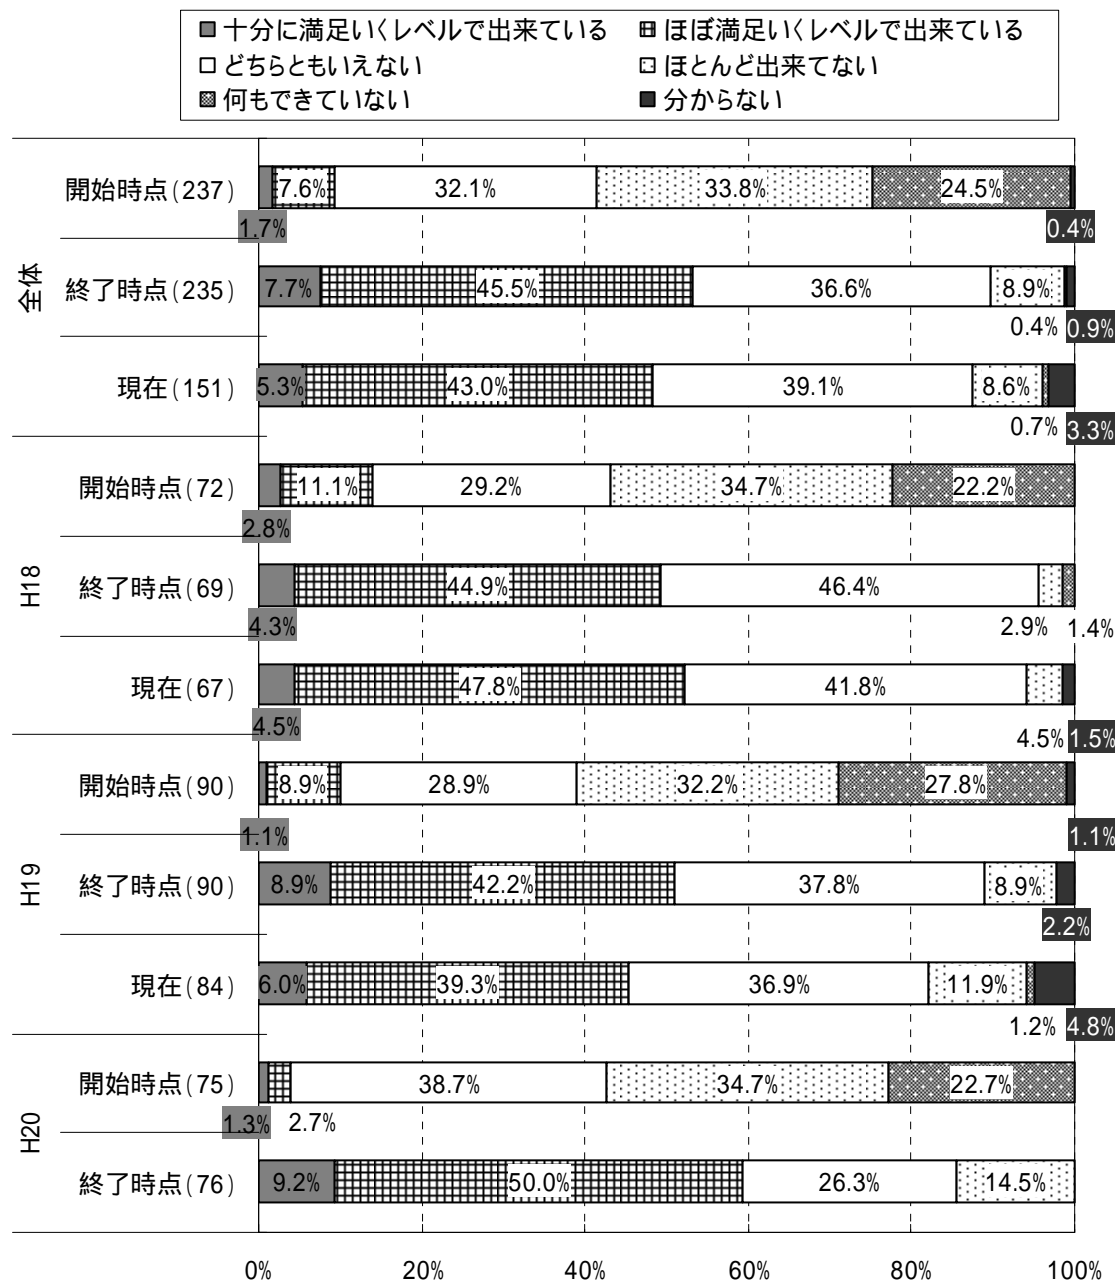 十分に満足いくレベルで出来ている ほぼ満足いくレベルで出来ている
どちらともいえない ほとんど出来てない
何もできていない 分からない
全体
開始時点(237) 7.6% 32.1% 33.8% 24.5%
1.7% 0.4%
終了時点(235) 7.7% 45.5% 36.6% 8.9%
0.4% 0.9%
現在(151) 5.3% 43.0% 39.1% 8.6%
0.7% 3.3%
H18
開始時点(72) 11.1% 29.2% 34.7% 22.2%
2.8%
終了時点(69) 44.9% 46.4%
4.3% 2.9% 1.4%
現在(67) 47.8% 41.8%
4.5% 4.5% 1.5%
H19
開始時点(90) 8.9% 28.9% 32.2% 27.8%
1.1% 1.1%
終了時点(90) 8.9% 42.2% 37.8% 8.9%
2.2%
現在(84) 6.0% 39.3% 36.9% 11.9%
1.2% 4.8%
H20
開始時点(75) 38.7% 34.7% 22.7%
1.3% 2.7%
終了時点(76) 9.2% 50.0% 26.3% 14.5%
0% 20% 40% 60% 80% 100%